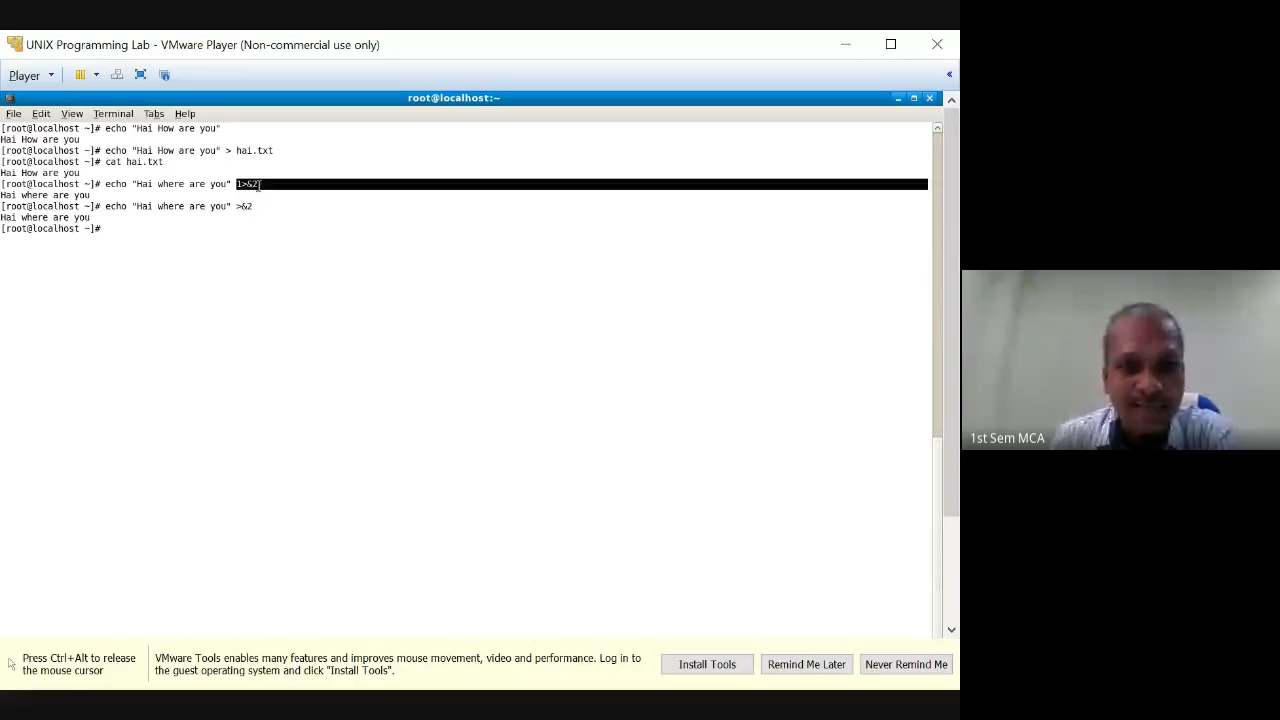 UNIX Programming Lab - VMware Player (Non-commercial use only)
Player
«
root@localhost:~
File Edit View Terminal Tabs Help
[root@localhost ~]# echo "Hai How are you"
Hai How are you
[root@localhost ~]# echo "Hai How are you" > hai.txt
[root@localhost ~]# cat hai.txt
Hai How are you
[root@localhost ~]# echo "Hai where are you" 1>&2
Hai where are you
[root@localhost ~]# echo "Hai where are you" >&2
Hai where are you
[root@localhost ~]#
1st Sem MCA
Press Ctrl+Alt to release
the mouse cursor
VMware Tools enables many features and improves mouse movement, video and performance. Log in to
the guest operating system and click "Install Tools".
Install Tools
Remind Me Later
Never Remind Me